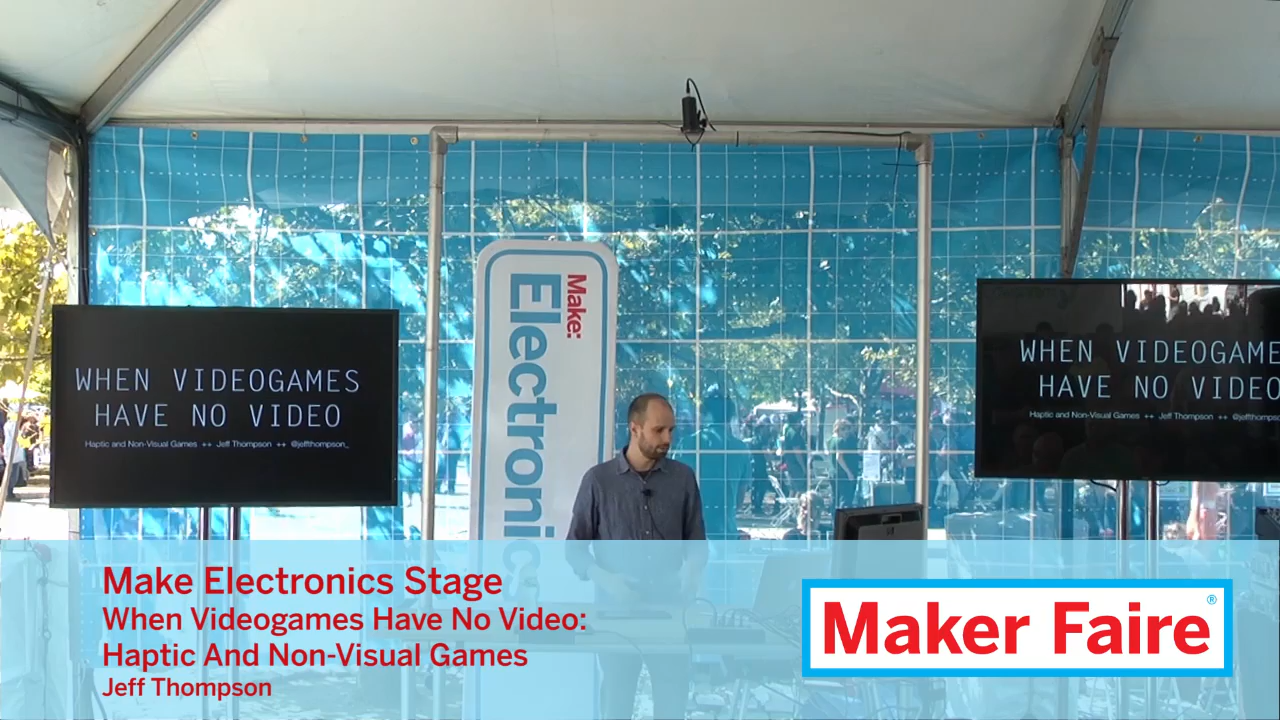 WHEN VIDEOGAMES
HAVE NO VIDEO
Haptic and Non-Visual Games ++ Jeff Thompson ++ @jeffthompson_
Make:
Electronics
WHEN VIDEOGAME
HAVE NO VIDEO
Haptic and Non-Visual Games ++ Jeff Thompson ++ @jeffthomps
Make Electronics Stage
When Videogames Have No Video:
Haptic And Non-Visual Games
Jeff Thompson
Maker Faire®